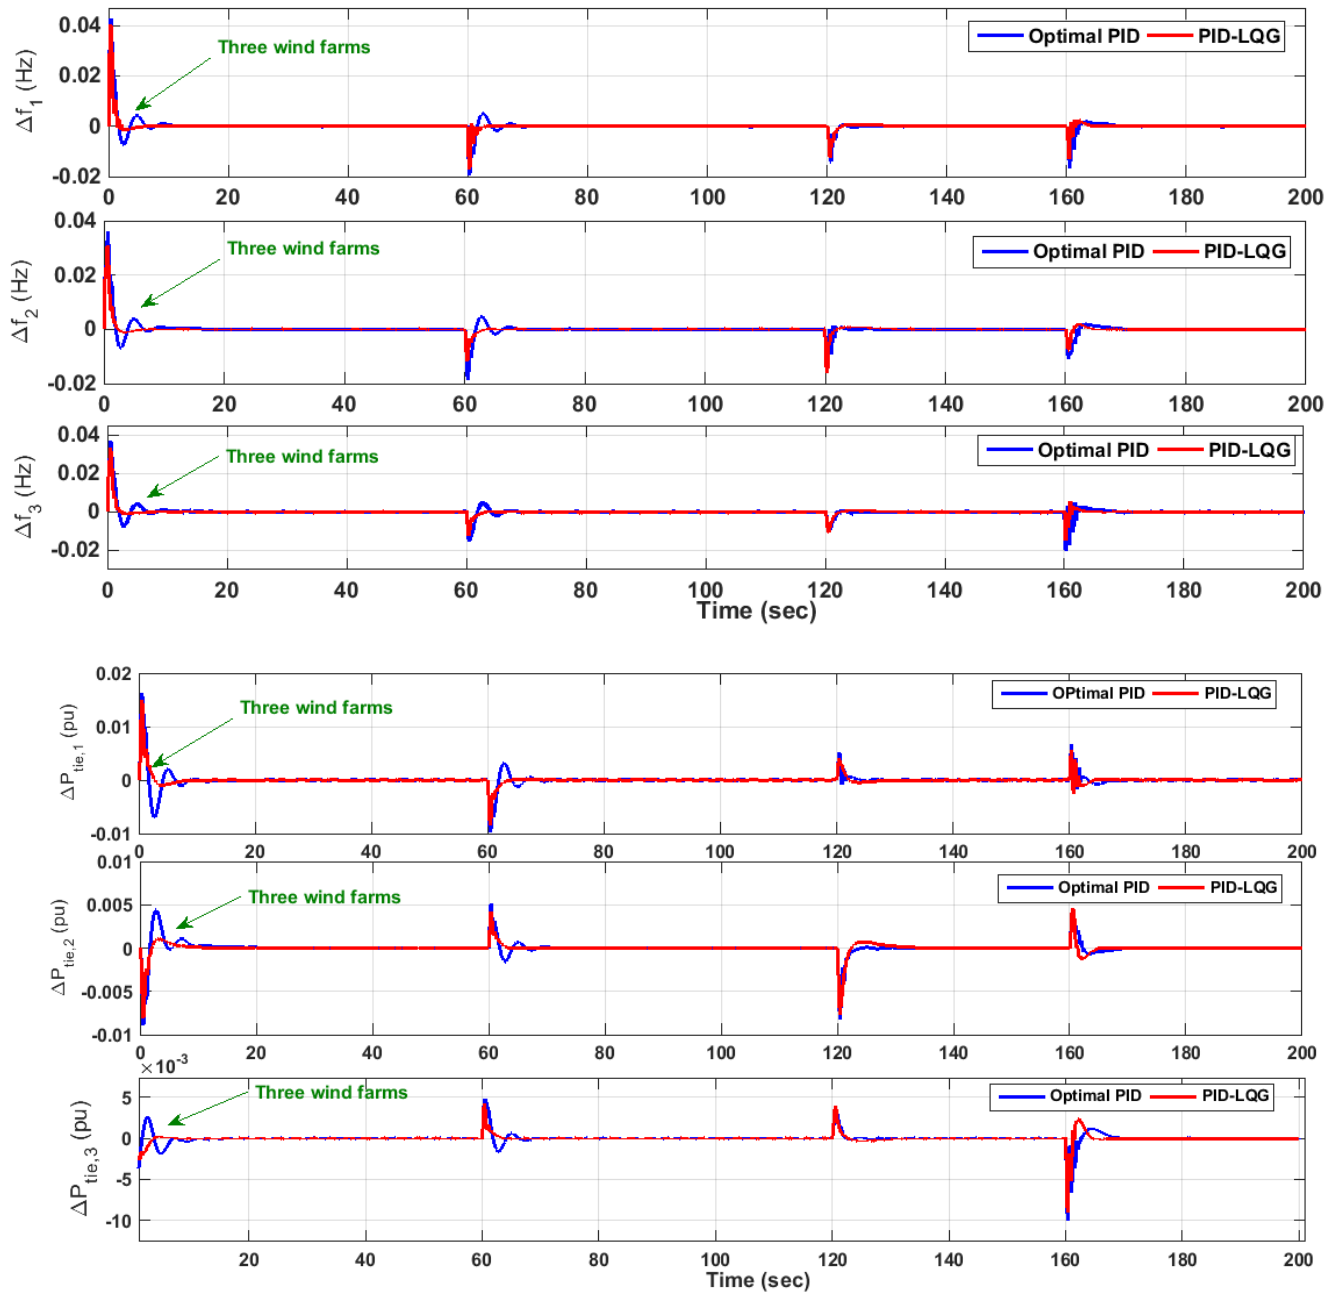 0.04
0.02
0
-0.02
Δf1 (Hz)
Three wind farms
Optimal PID PID-LQG
0 20 40 60 80 100 120 140 160 180 200
0.04
0.02
0
-0.02
Δf2 (Hz)
Three wind farms
Optimal PID PID-LQG
0 20 40 60 80 100 120 140 160 180 200
0.04
0.02
0
-0.02
Δf3 (Hz)
Three wind farms
Optimal PID PID-LQG
0 20 40 60 80 100 120 140 160 180 200
Time (sec)
0.02
0.01
0
-0.01
ΔPtie,1 (pu)
Three wind farms
OPtimal PID PID-LQG
0 20 40 60 80 100 120 140 160 180 200
0.01
0.005
0
-0.005
-0.01
ΔPtie,2 (pu)
Three wind farms
Optimal PID PID-LQG
0 20 40 60 80 100 120 140 160 180 200
×10-3
5
0
-5
-10
ΔPtie,3 (pu)
Three wind farms
Optimal PID PID-LQG
20 40 60 80 100 120 140 160 180 200
Time (sec)